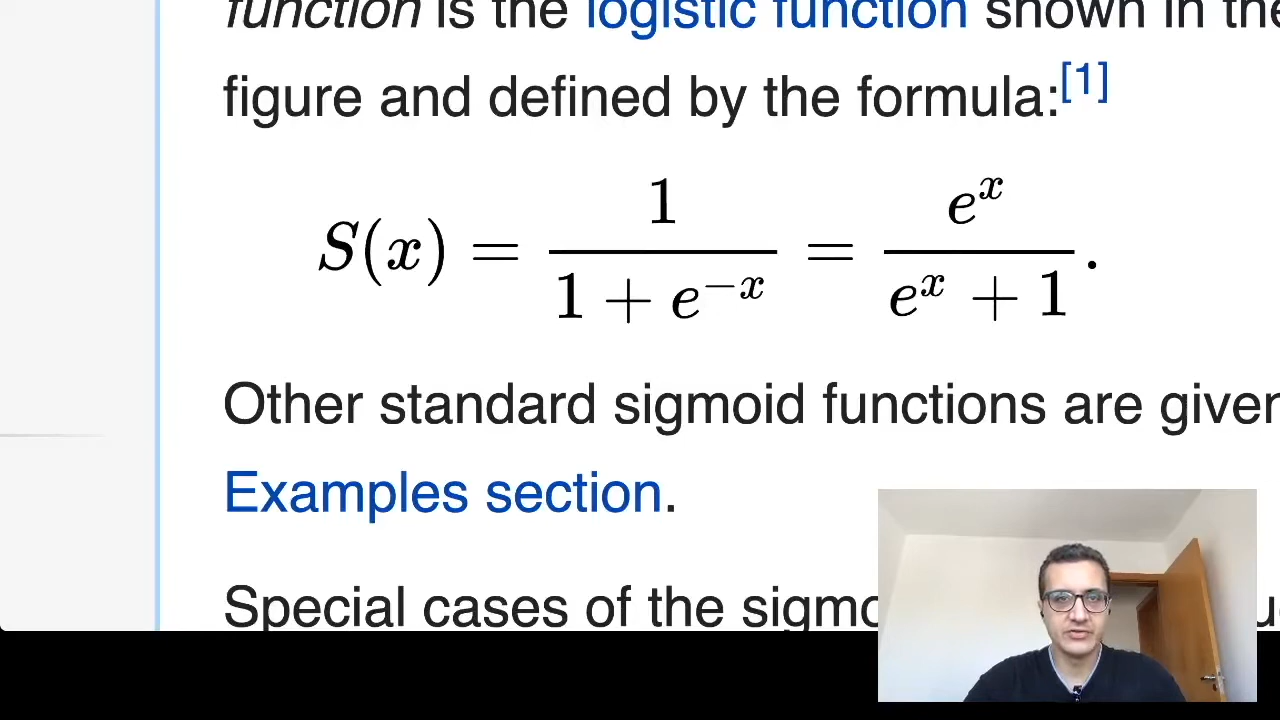 function is the logistic function shown in the
figure and defined by the formula:[1]
S(x) = 1 / (1 + e^{-x}) = e^x / (e^x + 1).
Other standard sigmoid functions are given
Examples section.
Special cases of the